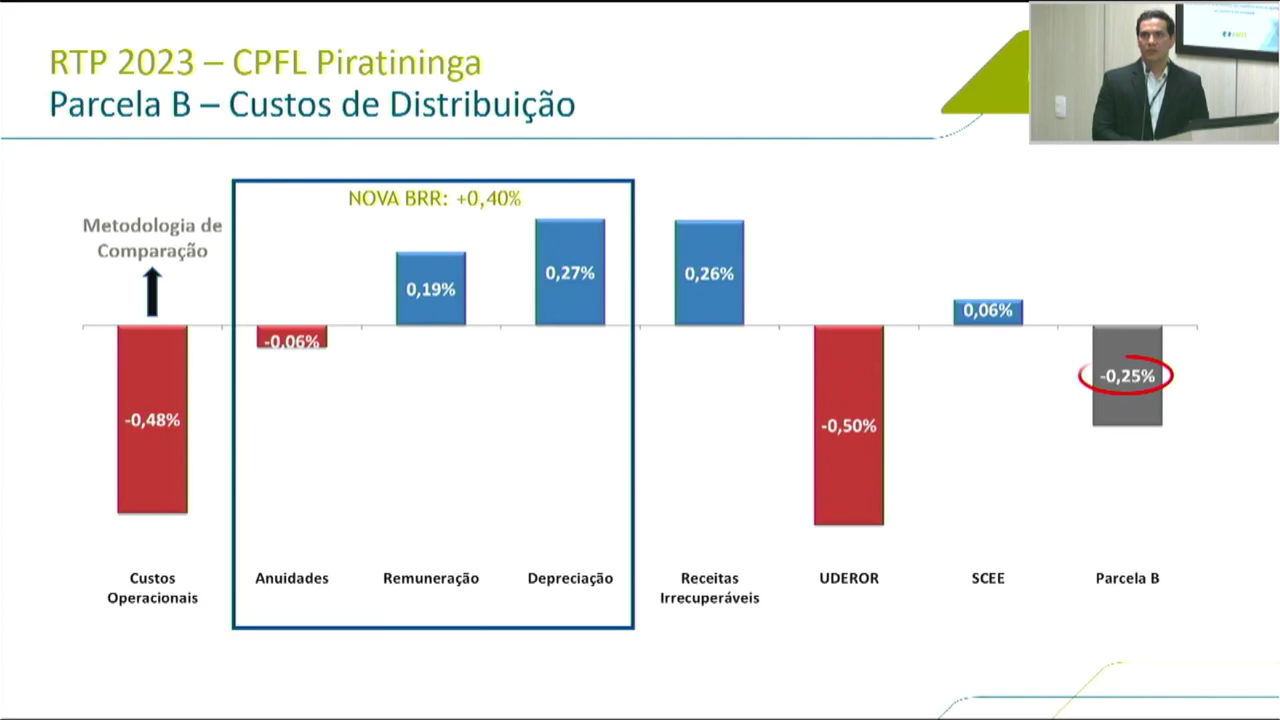 RTP 2023 – CPFL Piratininga
Parcela B – Custos de Distribuição
NOVA BRR: +0,40%
Metodologia de
Comparação
-0,48%
-0,06%
0,19%
0,27%
0,26%
-0,50%
0,06%
-0,25%
Custos
Operacionais
Anuidades
Remuneração
Depreciação
Receitas
Irrecuperáveis
UDEROR
SCEE
Parcela B